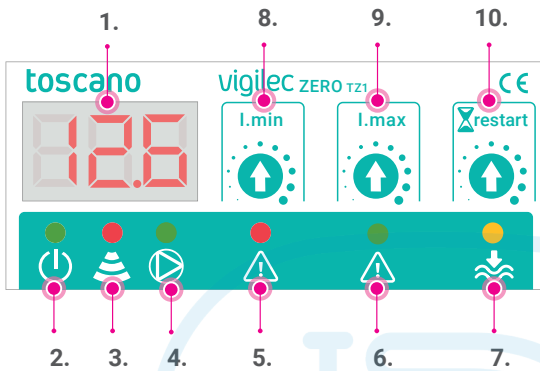 1. 8. 9. 10.
toscano vigilec ZERO TZ1 CE
12.6 I.min I.max restart
2. 3. 4. 5. 6. 7.